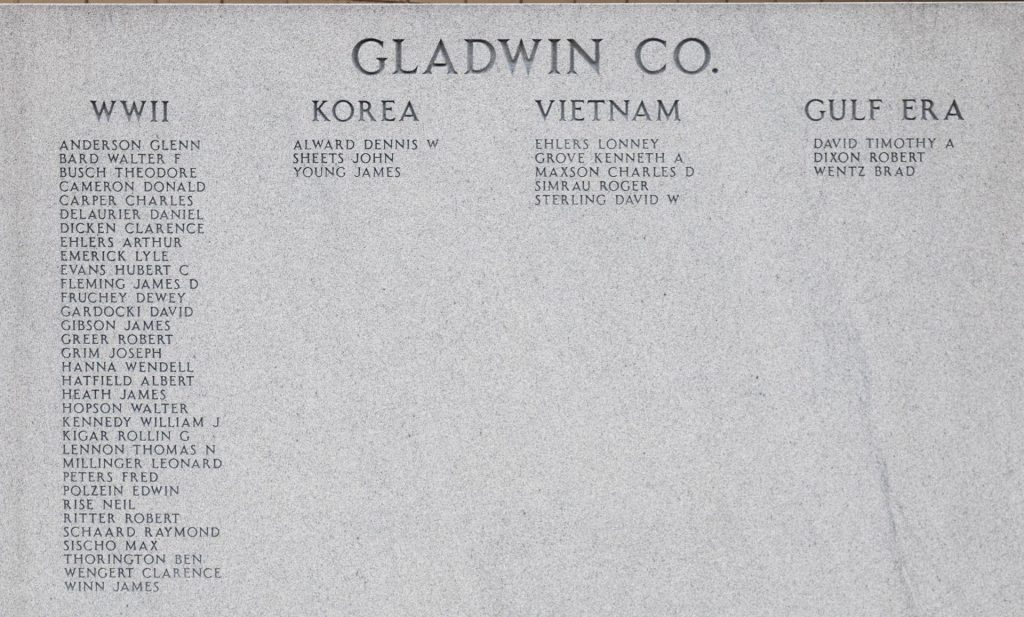 GLADWIN CO.
WWII
ANDERSON GLENN
BARD WALTER F
BUSCH THEODORE
CAMERON DONALD
CARPER CHARLES
DELAURIER DANIEL
DICKEN CLARENCE
EHLERS ARTHUR
EMERICK LYLE
EVANS HUBERT C
FLEMING JAMES D
FRUCHEY DEWEY
GARDOCKI DAVID
GIBSON JAMES
GREER ROBERT
GRIM JOSEPH
HANNA WENDELL
HATFIELD ALBERT
HEATH JAMES
HOPSON WALTER
KENNEDY WILLIAM J
KIGAR ROLLIN G
LENNON THOMAS N
MILLINGER LEONARD
PETERS FRED
POLZEIN EDWIN
RISE NEIL
RITTER ROBERT
SCHAARD RAYMOND
SISCHO MAX
THORINGTON BEN
WENGERT CLARENCE
WINN JAMES
KOREA
ALWARD DENNIS W
SHEETS JOHN
YOUNG JAMES
VIETNAM
EHLERS LONNEY
GROVE KENNETH A
MAXSON CHARLES D
SIMRAU ROGER
STERLING DAVID W
GULF ERA
DAVID TIMOTHY A
DIXON ROBERT
WENTZ BRAD